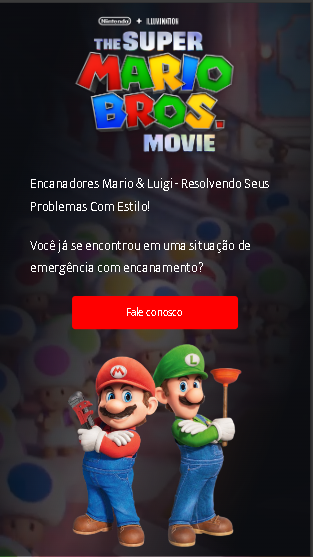 Nintendo + ILLUMINATION
THE SUPER
MARIO
BROS.
MOVIE
Encanadores Mario & Luigi - Resolvendo Seus
Problemas Com Estilo!
Você já se encontrou em uma situação de
emergência com encanamento?
Fale conosco
M
L